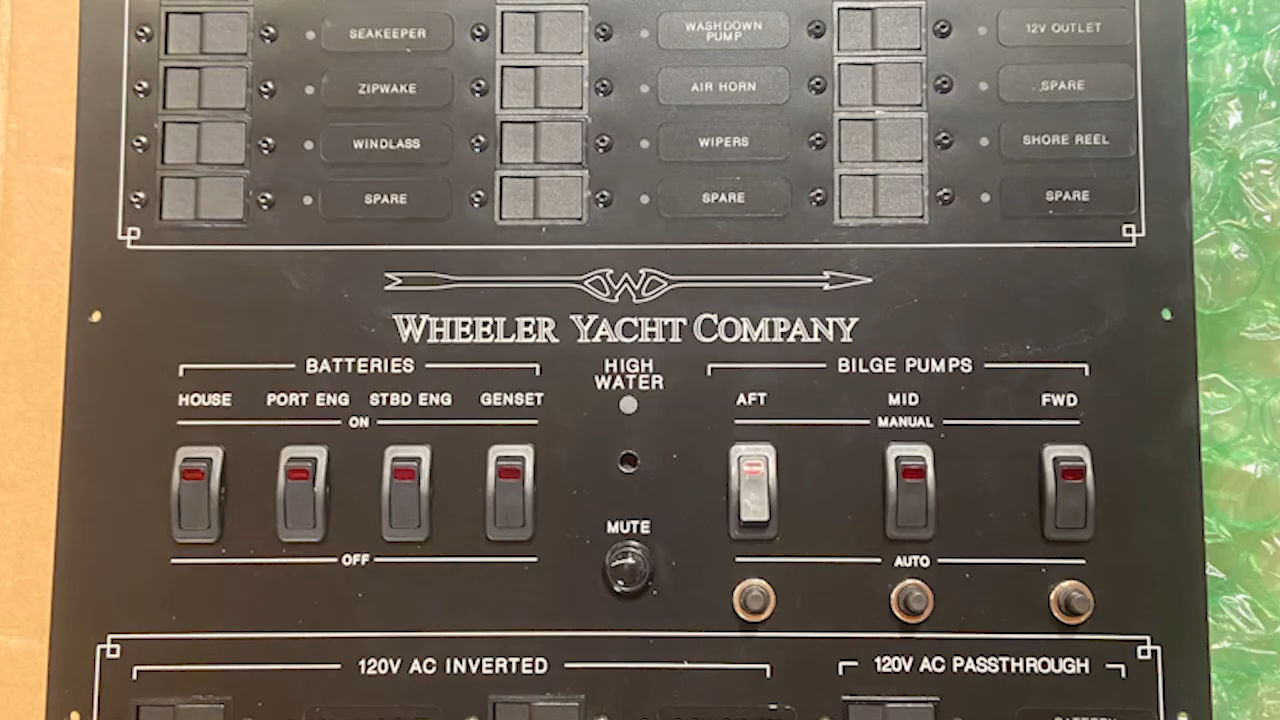 SEAKEEPER
WASHDOWN
PUMP
12V OUTLET
ZIPWAKE
AIR HORN
SPARE
WINDLASS
WIPERS
SHORE REEL
SPARE
SPARE
SPARE
WHEELER YACHT COMPANY
BATTERIES
HIGH
WATER
BILGE PUMPS
HOUSE PORT ENG STBD ENG GENSET
AFT MID FWD
ON
MANUAL
MUTE
OFF
AUTO
120V AC INVERTED
120V AC PASSTHROUGH